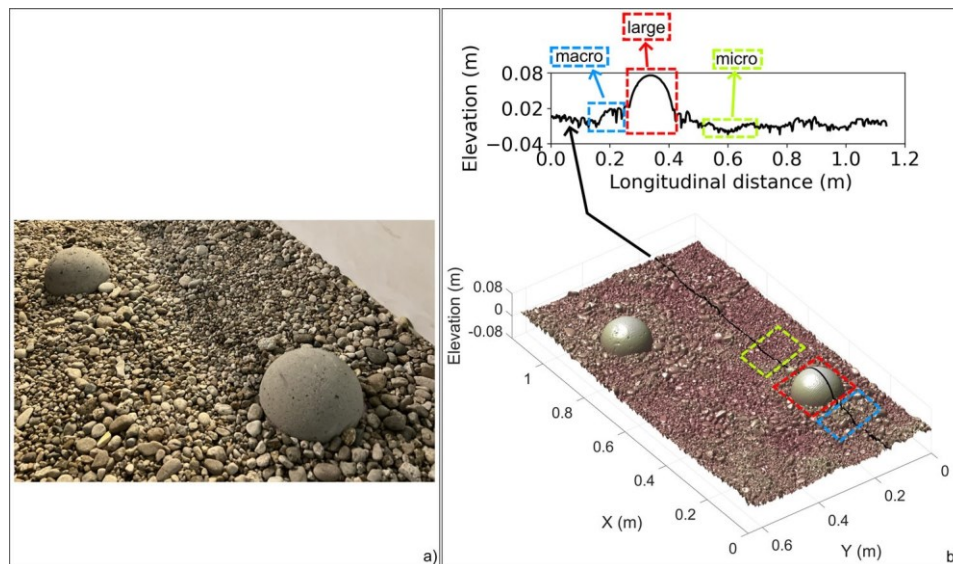 large
macro
micro
Elevation (m)
0.08
0.02
−0.04
0.0 0.2 0.4 0.6 0.8 1.0 1.2
Longitudinal distance (m)
Elevation (m)
0.08
0
-0.08
1
0.8
0.6
0.4
0.2
0
X (m)
0.6
0.4
0.2
0
Y (m)
a)
b